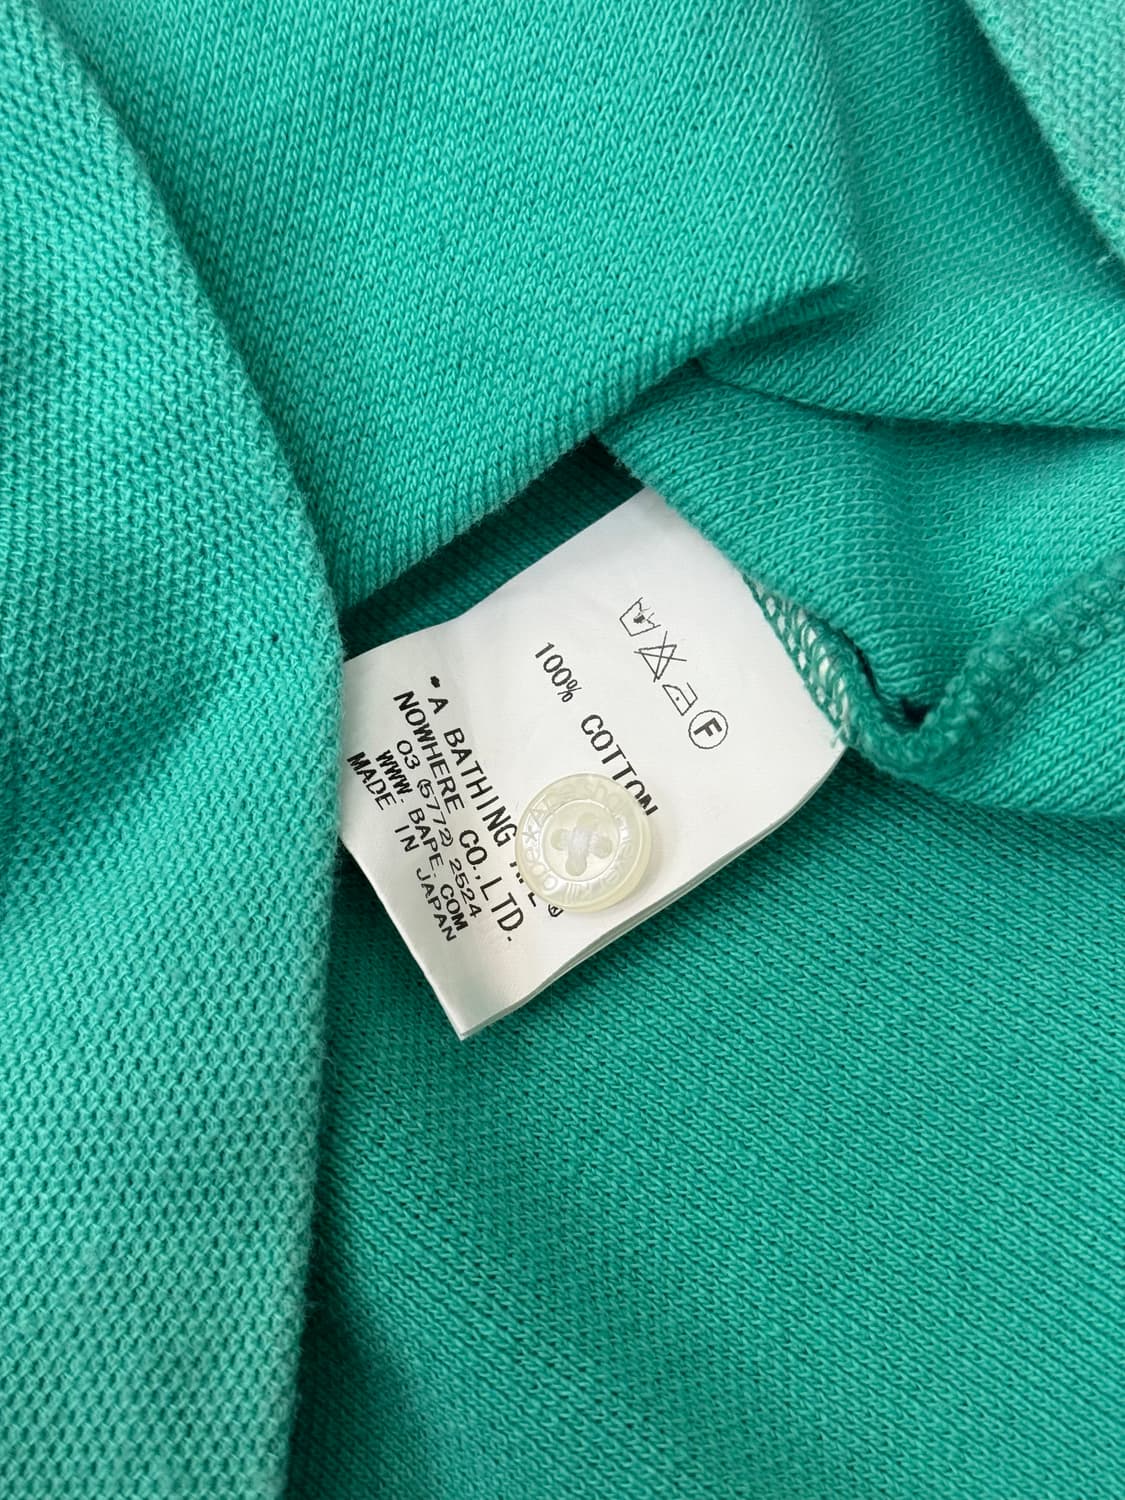 F
100% COTTON
*A BATHING APE®
NOWHERE CO.,LTD.
03 (5772) 2524
WWW. BAPE. COM
MADE IN JAPAN